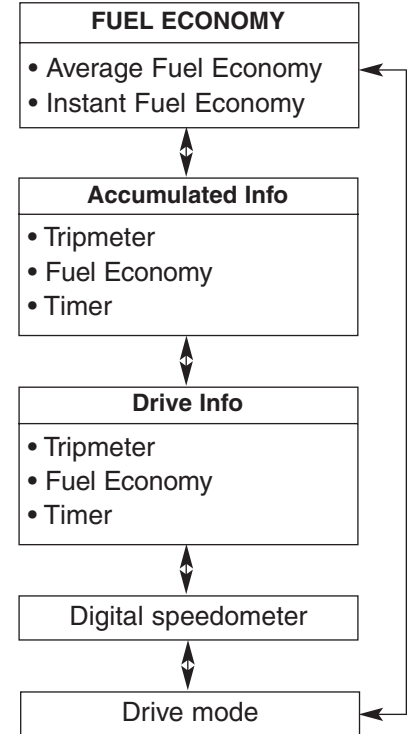 FUEL ECONOMY
• Average Fuel Economy
• Instant Fuel Economy
Accumulated Info
• Tripmeter
• Fuel Economy
• Timer
Drive Info
• Tripmeter
• Fuel Economy
• Timer
Digital speedometer
Drive mode